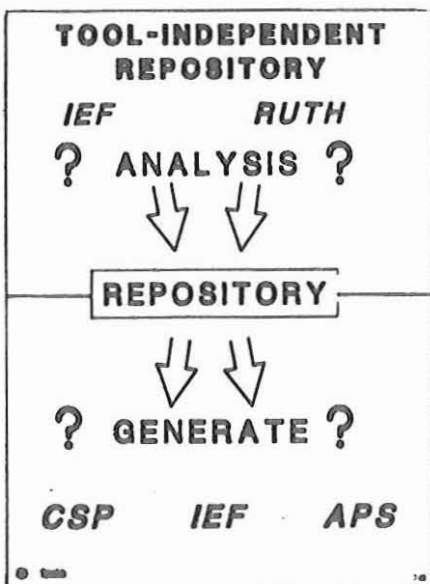 TOOL-INDEPENDENT
REPOSITORY
IEF RUTH
? ANALYSIS ?
REPOSITORY
? GENERATE ?
CSP IEF APS